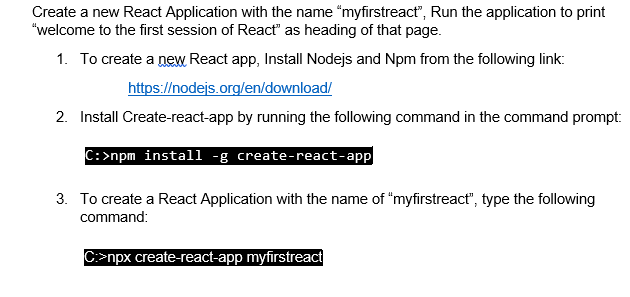 Create a new React Application with the name “myfirstreact”, Run the application to print
“welcome to the first session of React” as heading of that page.
1. To create a new React app, Install Nodejs and Npm from the following link:
https://nodejs.org/en/download/
2. Install Create-react-app by running the following command in the command prompt:
C:>npm install -g create-react-app
3. To create a React Application with the name of “myfirstreact”, type the following
command:
C:>npx create-react-app myfirstreact